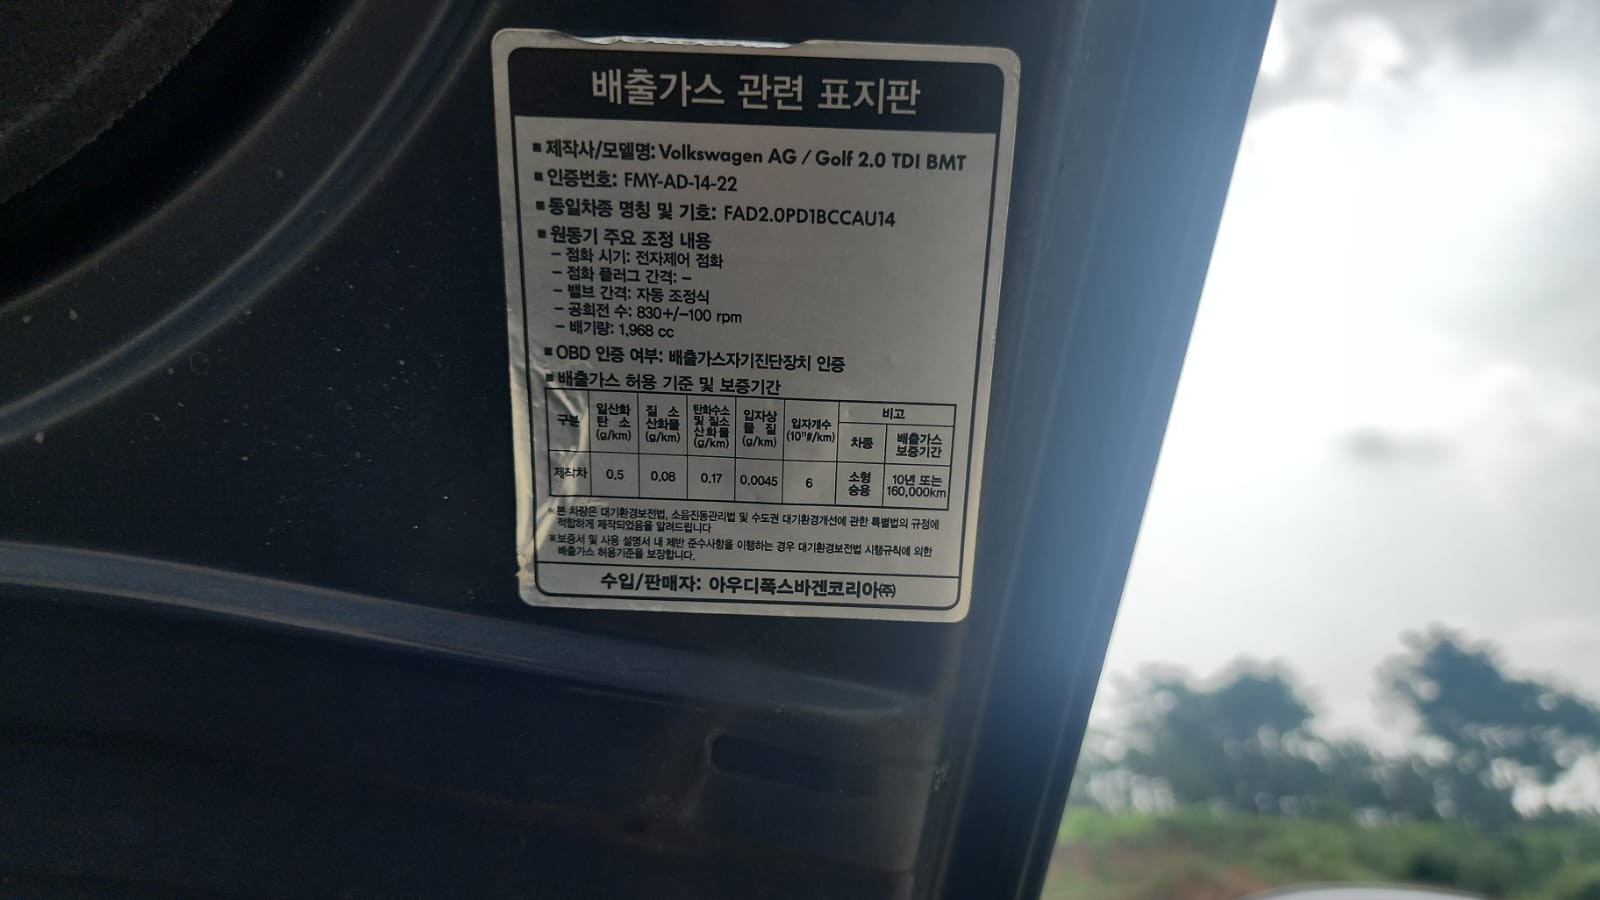 배출가스 관련 표지판
■ 제작사/모델명: Volkswagen AG / Golf 2.0 TDI BMT
■ 인증번호: FMY-AD-14-22
■ 동일차종 명칭 및 기호: FAD2.0PD1BCCAU14
■ 원동기 주요 조정 내용
– 점화 시기: 전자제어 점화
– 점화 플러그 간격: –
– 밸브 간격: 자동 조정식
– 공회전 수: 830+/–100 rpm
– 배기량: 1,968 cc
■ OBD 인증 여부: 배출가스자기진단장치 인증
■ 배출가스 허용 기준 및 보증기간
구분 일산화탄소 (g/km) 질소산화물 (g/km) 탄화수소 및 질소산화물 (g/km) 입자상물질 (g/km) 입자개수 (10¹¹#/km) 비고
차종 배출가스 보증기간
제작차 0.5 0.08 0.17 0.0045 6 소형승용 10년 또는 160,000km
※본 차량은 대기환경보전법, 소음진동관리법 및 수도권 대기환경개선에 관한 특별법의 규정에
적합하게 제작되었음을 알려드립니다
※보증서 및 사용 설명서 내 제반 준수사항을 이행하는 경우 대기환경보전법 시행규칙에 의한
배출가스 허용기준을 보장합니다.
수입/판매자: 아우디폭스바겐코리아㈜